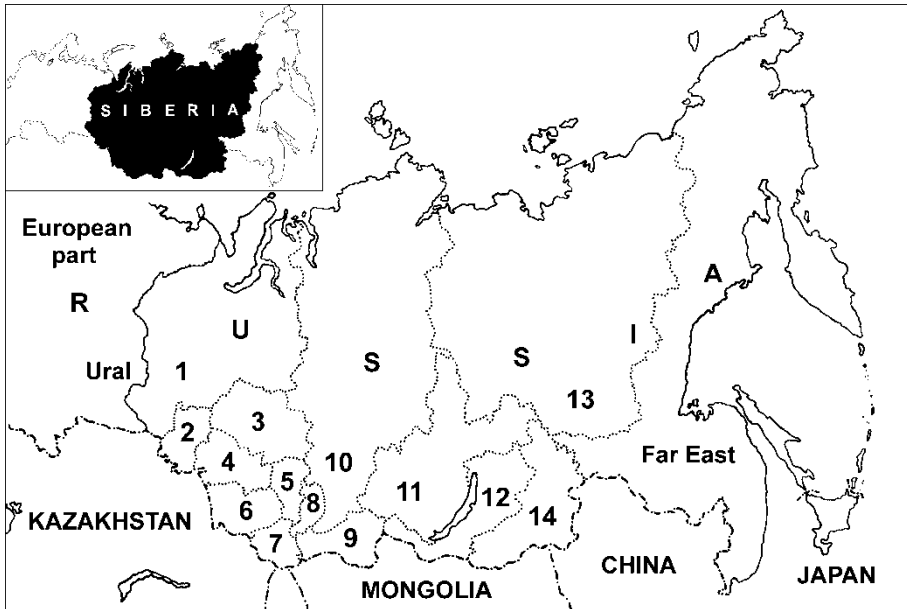 SIBERIA
European
part
R
U
S
S
I
A
Ural
1
2
3
4
5
6
7
8
9
10
11
12
13
14
Far East
KAZAKHSTAN
MONGOLIA
CHINA
JAPAN